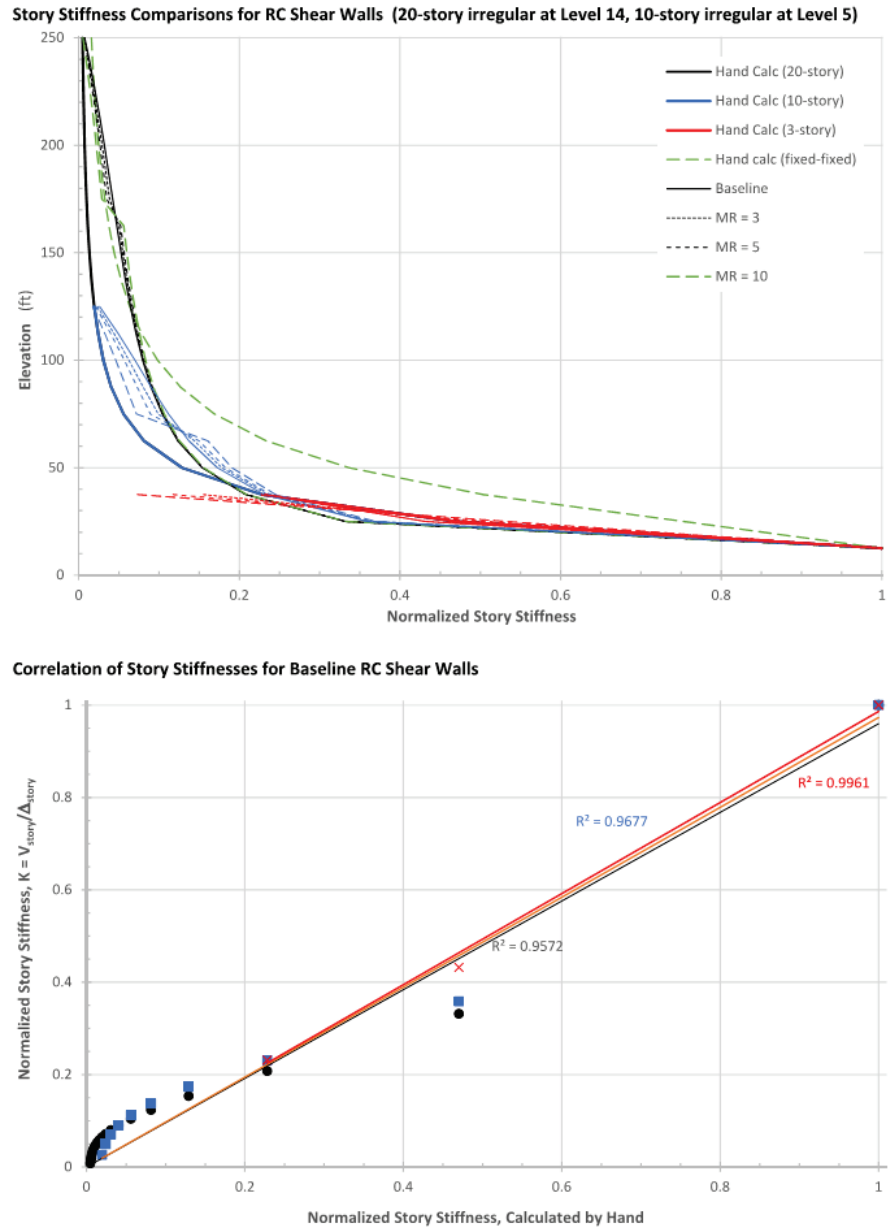 Story Stiffness Comparisons for RC Shear Walls (20-story irregular at Level 14, 10-story irregular at Level 5)
250
200
150
100
50
0
Elevation (ft)
Hand Calc (20-story)
Hand Calc (10-story)
Hand Calc (3-story)
Hand calc (fixed-fixed)
Baseline
MR = 3
MR = 5
MR = 10
0 0.2 0.4 0.6 0.8 1
Normalized Story Stiffness
Correlation of Story Stiffnesses for Baseline RC Shear Walls
1
0.8
0.6
0.4
0.2
0
Normalized Story Stiffness, K = Vstory/Δstory
R² = 0.9961
R² = 0.9677
R² = 0.9572
0 0.2 0.4 0.6 0.8 1
Normalized Story Stiffness, Calculated by Hand